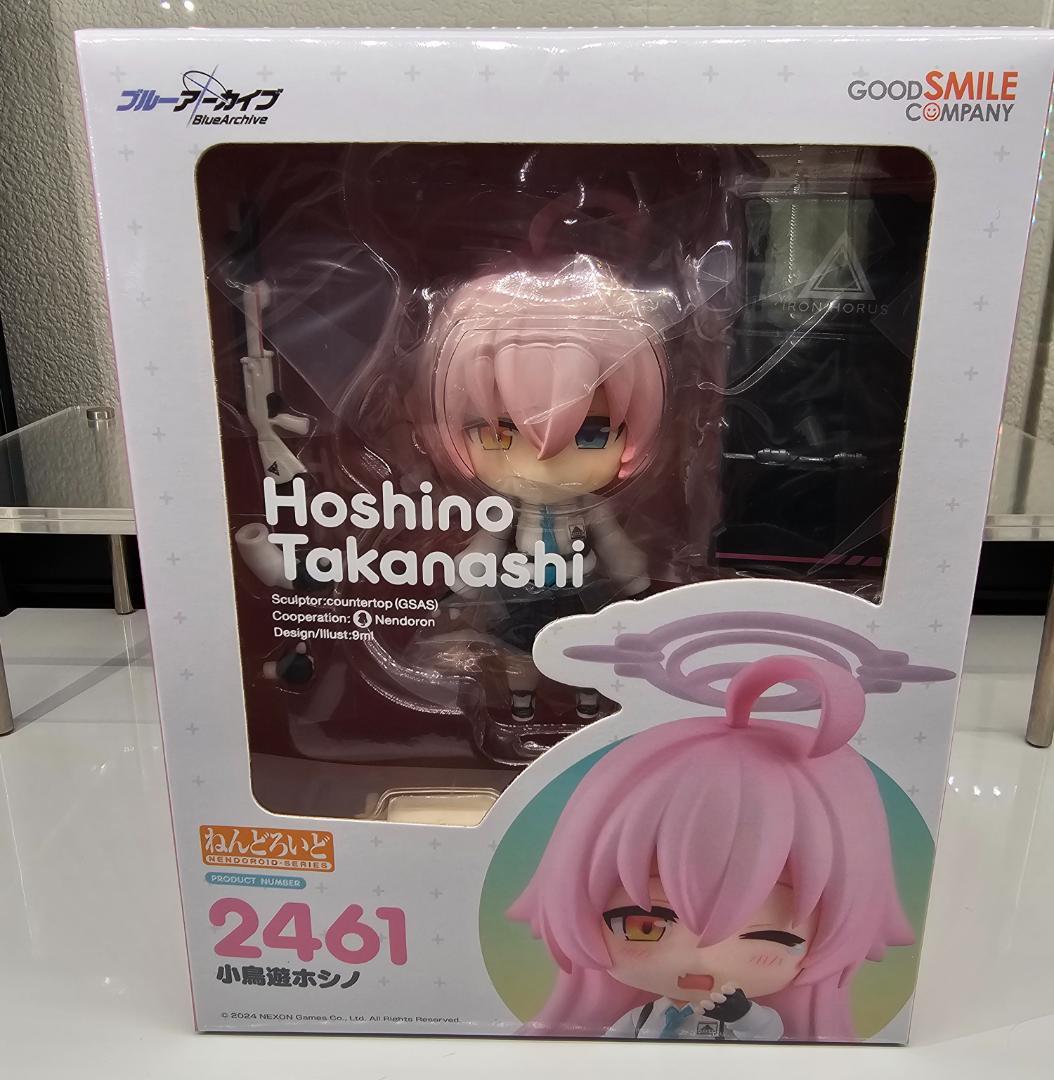 ブルーアーカイブ
BlueArchive
GOOD SMILE
COMPANY
IRON HORUS
Hoshino
Takanashi
Sculptor:countertop (GSAS)
Cooperation: Nendoron
Design/Illust:9ml
ねんどろいど
NENDOROID·SERIES
PRODUCT NUMBER
2461
小鳥遊ホシノ
© 2024 NEXON Games Co., Ltd. All Rights Reserved.